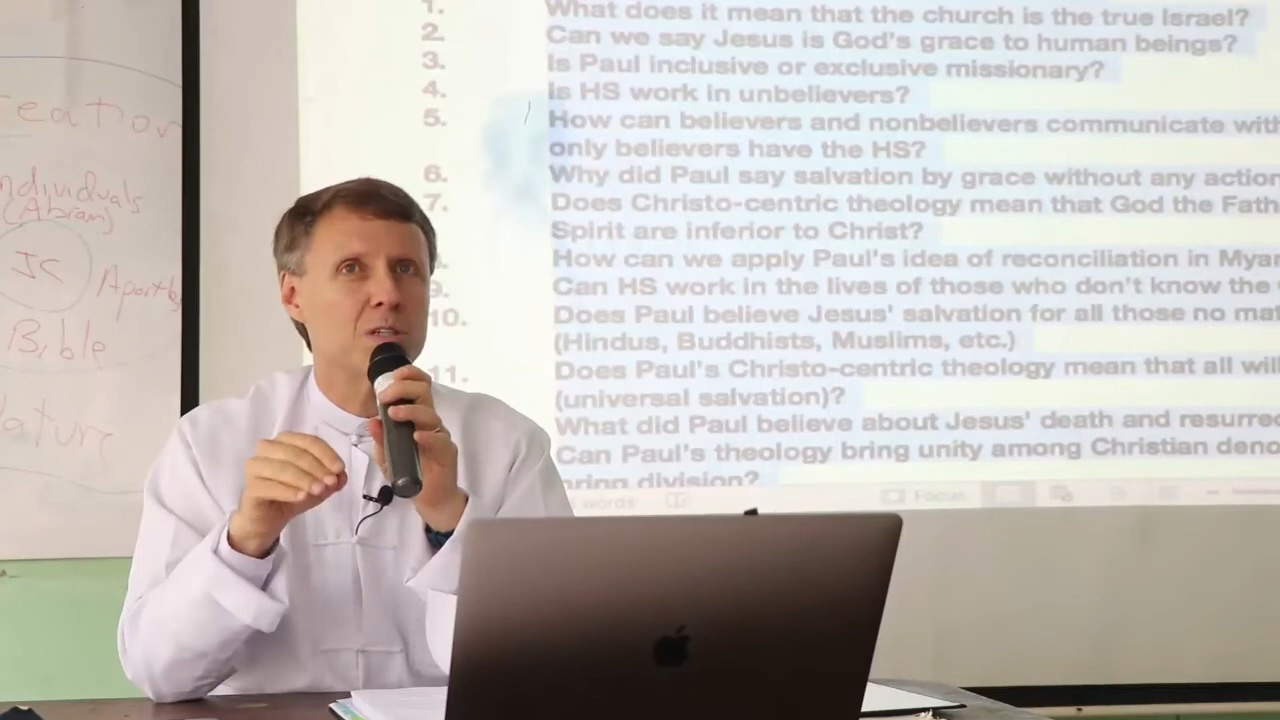 eator
ndividuals
(Abram)
JC
Bible
ature
1. What does it mean that the church is the true Israel?
2. Can we say Jesus is God's grace to human beings?
3. Is Paul inclusive or exclusive missionary?
4. Is HS work in unbelievers?
5. How can believers and nonbelievers communicate
only believers have the HS?
6. Why did Paul say salvation by grace without any action
7. Does Christo-centric theology mean that God the Fath
Spirit are inferior to Christ?
How can we apply Paul's idea of reconciliation in Myan
9. Can HS work in the lives of those who don't know the
10. Does Paul believe Jesus' salvation for all those no mat
(Hindus, Buddhists, Muslims, etc.)
11. Does Paul's Christo-centric theology mean that all will
(universal salvation)?
What did Paul believe about Jesus' death and resurrec
Can Paul's theology bring unity among Christian deno
bring division?
words Focus